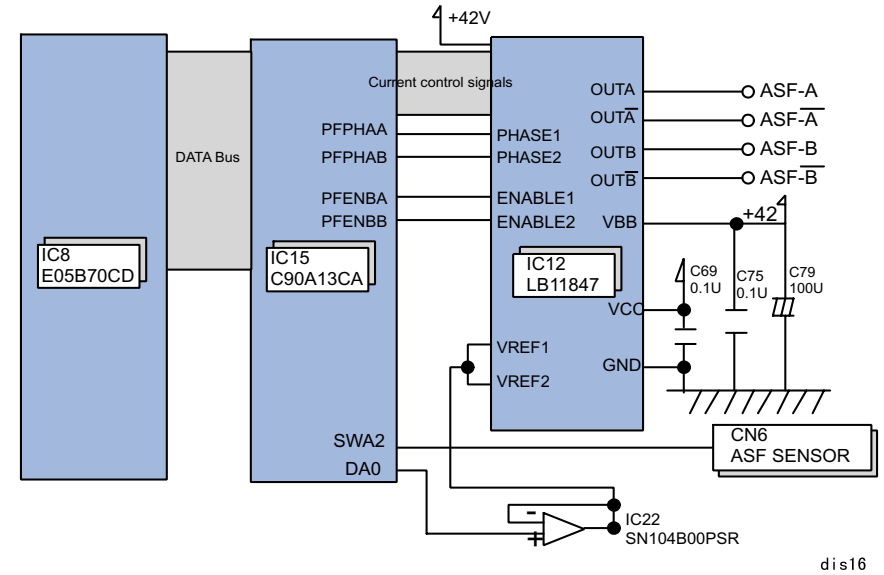 +42V
Current control signals
DATA Bus
PFPHAA
PFPHAB
PFENBA
PFENBB
PHASE1
PHASE2
ENABLE1
ENABLE2
OUTA
OUTA̅
OUTB
OUTB̅
VBB
ASF-A
ASF-A̅
ASF-B
ASF-B̅
+42
IC8
E05B70CD
IC15
C90A13CA
IC12
LB11847
C69
0.1U
C75
0.1U
C79
100U
VCC
GND
VREF1
VREF2
SWA2
DA0
CN6
ASF SENSOR
-
+
IC22
SN104B00PSR
dis16